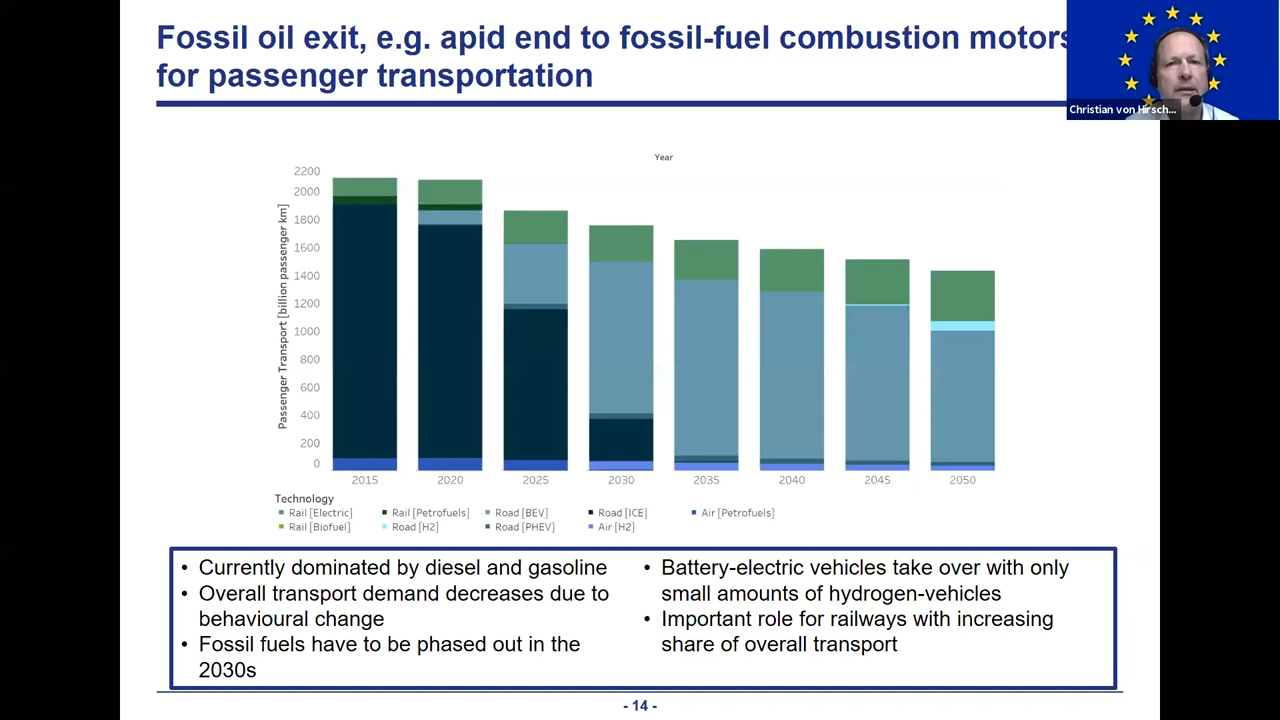 Fossil oil exit, e.g. apid end to fossil-fuel combustion motors
for passenger transportation
Christian von Hirsch...
Year
Passenger Transport [billion passenger km]
2200
2000
1800
1600
1400
1200
1000
800
600
400
200
0
2015 2020 2025 2030 2035 2040 2045 2050
Technology
Rail [Electric] Rail [Petrofuels] Road [BEV] Road [ICE] Air [Petrofuels]
Rail [Biofuel] Road [H2] Road [PHEV] Air [H2]
• Currently dominated by diesel and gasoline
• Overall transport demand decreases due to
behavioural change
• Fossil fuels have to be phased out in the
2030s
• Battery-electric vehicles take over with only
small amounts of hydrogen-vehicles
• Important role for railways with increasing
share of overall transport
- 14 -